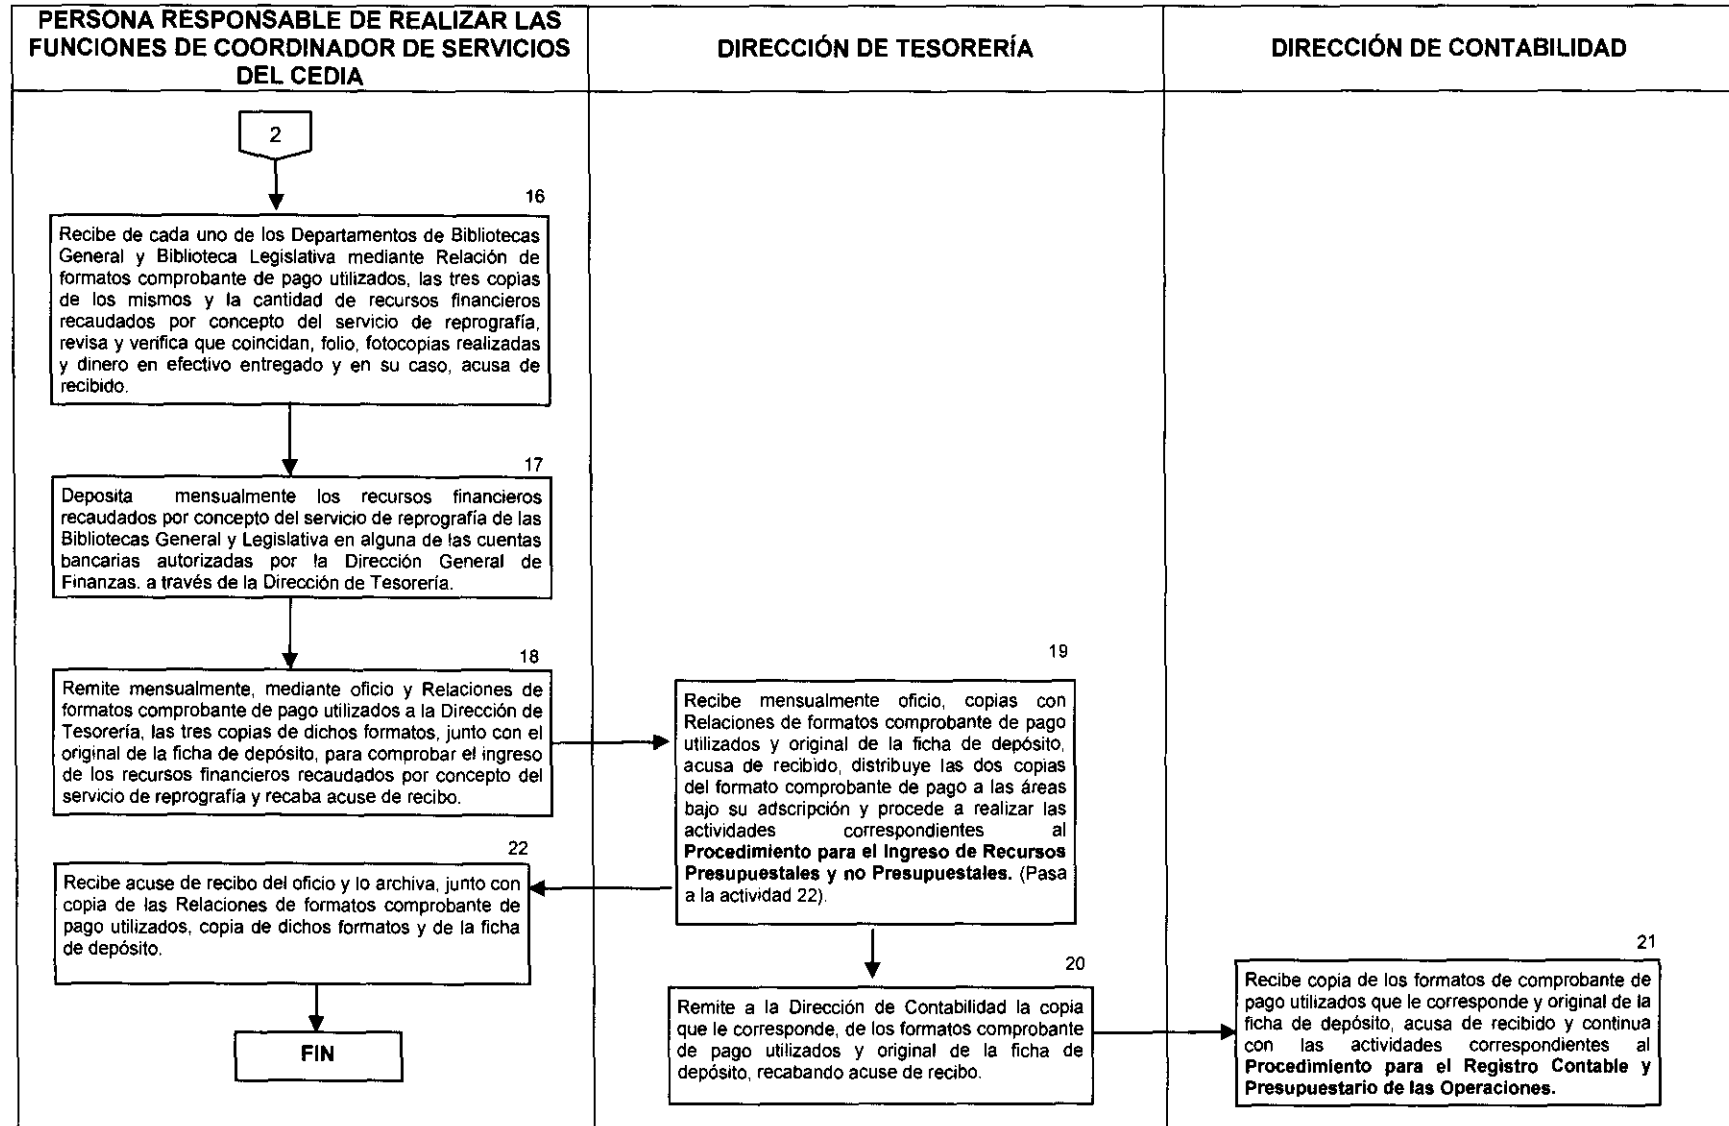 PERSONA RESPONSABLE DE REALIZAR LAS
FUNCIONES DE COORDINADOR DE SERVICIOS
DEL CEDIA
DIRECCIÓN DE TESORERÍA
DIRECCIÓN DE CONTABILIDAD
2
16
Recibe de cada uno de los Departamentos de Bibliotecas
General y Biblioteca Legislativa mediante Relación de
formatos comprobante de pago utilizados, las tres copias
de los mismos y la cantidad de recursos financieros
recaudados por concepto del servicio de reprografía,
revisa y verifica que coincidan, folio, fotocopias realizadas
y dinero en efectivo entregado y en su caso, acusa de
recibido.
17
Deposita mensualmente los recursos financieros
recaudados por concepto del servicio de reprografía de las
Bibliotecas General y Legislativa en alguna de las cuentas
bancarias autorizadas por la Dirección General de
Finanzas. a través de la Dirección de Tesorería.
18
Remite mensualmente, mediante oficio y Relaciones de
formatos comprobante de pago utilizados a la Dirección de
Tesorería, las tres copias de dichos formatos, junto con el
original de la ficha de depósito, para comprobar el ingreso
de los recursos financieros recaudados por concepto del
servicio de reprografía y recaba acuse de recibo.
19
Recibe mensualmente oficio, copias con
Relaciones de formatos comprobante de pago
utilizados y original de la ficha de depósito,
acusa de recibido, distribuye las dos copias
del formato comprobante de pago a las áreas
bajo su adscripción y procede a realizar las
actividades correspondientes al
Procedimiento para el Ingreso de Recursos
Presupuestales y no Presupuestales. (Pasa
a la actividad 22).
22
Recibe acuse de recibo del oficio y lo archiva, junto con
copia de las Relaciones de formatos comprobante de
pago utilizados, copia de dichos formatos y de la ficha
de depósito.
FIN
20
Remite a la Dirección de Contabilidad la copia
que le corresponde, de los formatos comprobante
de pago utilizados y original de la ficha de
depósito, recabando acuse de recibo.
21
Recibe copia de los formatos de comprobante de
pago utilizados que le corresponde y original de la
ficha de depósito, acusa de recibido y continua
con las actividades correspondientes al
Procedimiento para el Registro Contable y
Presupuestario de las Operaciones.